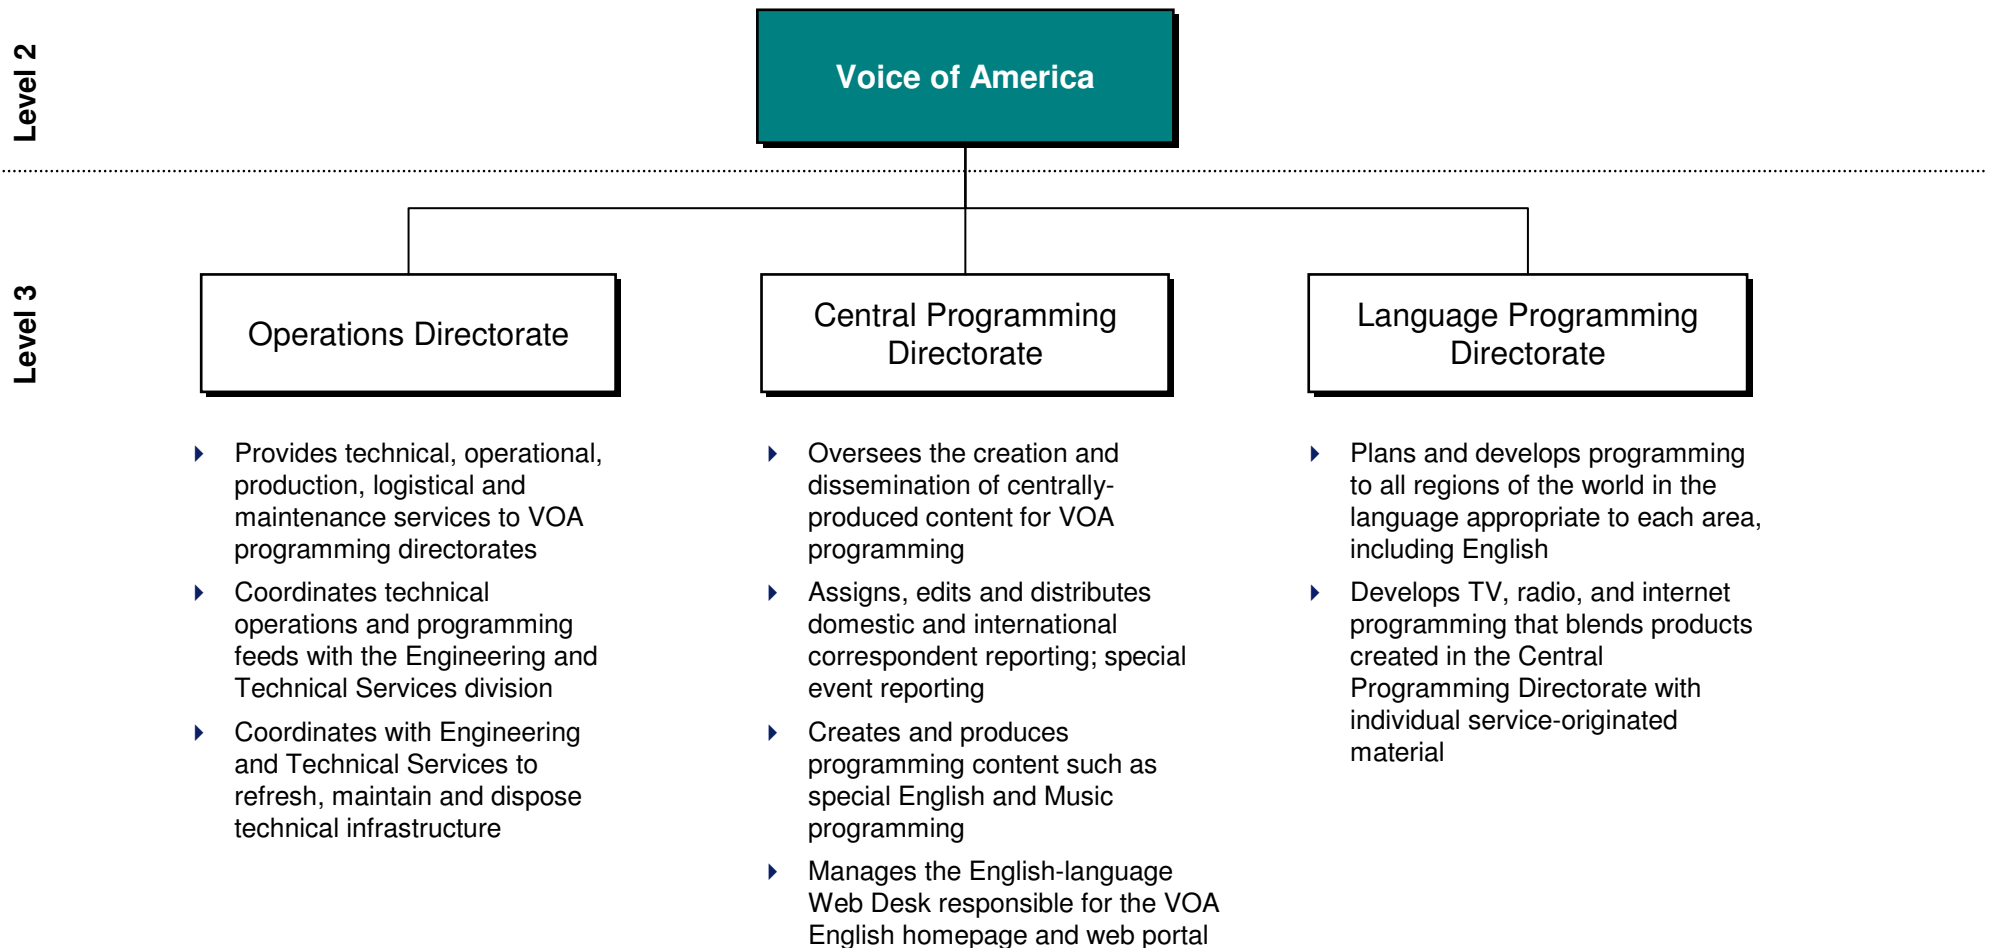 Level 2
Voice of America
Level 3
Operations Directorate
Provides technical, operational,
production, logistical and
maintenance services to VOA
programming directorates
Coordinates technical
operations and programming
feeds with the Engineering and
Technical Services division
Coordinates with Engineering
and Technical Services to
refresh, maintain and dispose
technical infrastructure
Central Programming
Directorate
Oversees the creation and
dissemination of centrally-
produced content for VOA
programming
Assigns, edits and distributes
domestic and international
correspondent reporting; special
event reporting
Creates and produces
programming content such as
special English and Music
programming
Manages the English-language
Web Desk responsible for the VOA
English homepage and web portal
Language Programming
Directorate
Plans and develops programming
to all regions of the world in the
language appropriate to each area,
including English
Develops TV, radio, and internet
programming that blends products
created in the Central
Programming Directorate with
individual service-originated
material